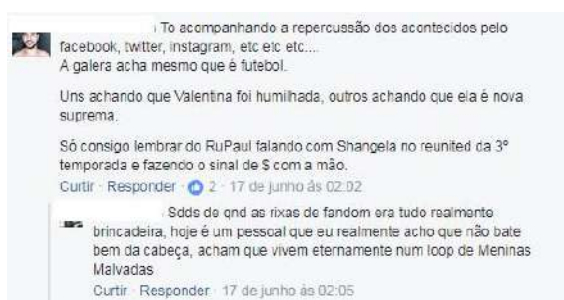 To acompanhando a repercussão dos acontecidos pelo
facebook, twitter, instagram, etc etc etc....
A galera acha mesmo que é futebol.
Uns achando que Valentina foi humilhada, outros achando que ela é nova
suprema.
Só consigo lembrar do RuPaul falando com Shangela no reunited da 3ª
temporada e fazendo o sinal de $ com a mão.
Curtir · Responder · 2 · 17 de junho às 02:02
Sdds de qnd as rixas de fandom era tudo realmente
brincadeira, hoje é um pessoal que eu realmente acho que não bate
bem da cabeça, acham que vivem eternamente num loop de Meninas
Malvadas
Curtir · Responder · 17 de junho às 02:05